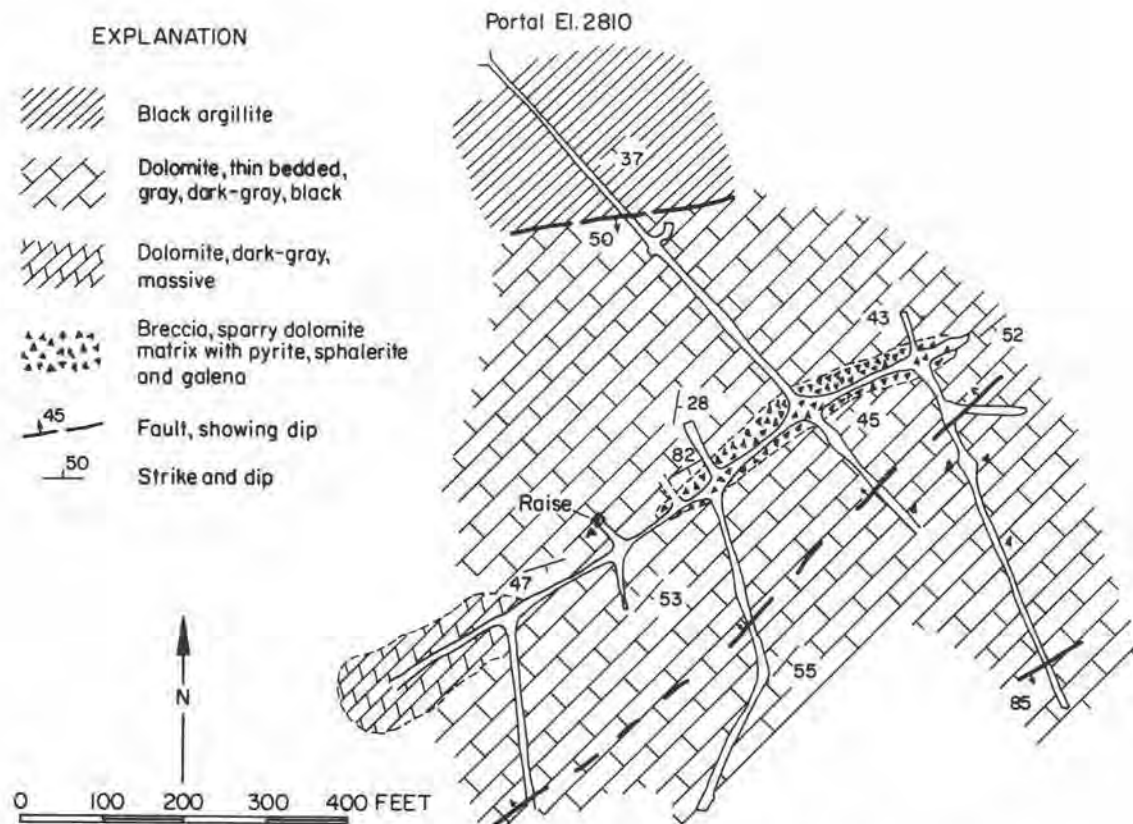 Portal El. 2810
EXPLANATION
Black argillite
Dolomite, thin bedded,
gray, dark-gray, black
Dolomite, dark-gray,
massive
Breccia, sparry dolomite
matrix with pyrite, sphalerite
and galena
45
Fault, showing dip
50
Strike and dip
37
50
43
52
28
45
82
Raise
47
53
55
85
N
0 100 200 300 400 FEET